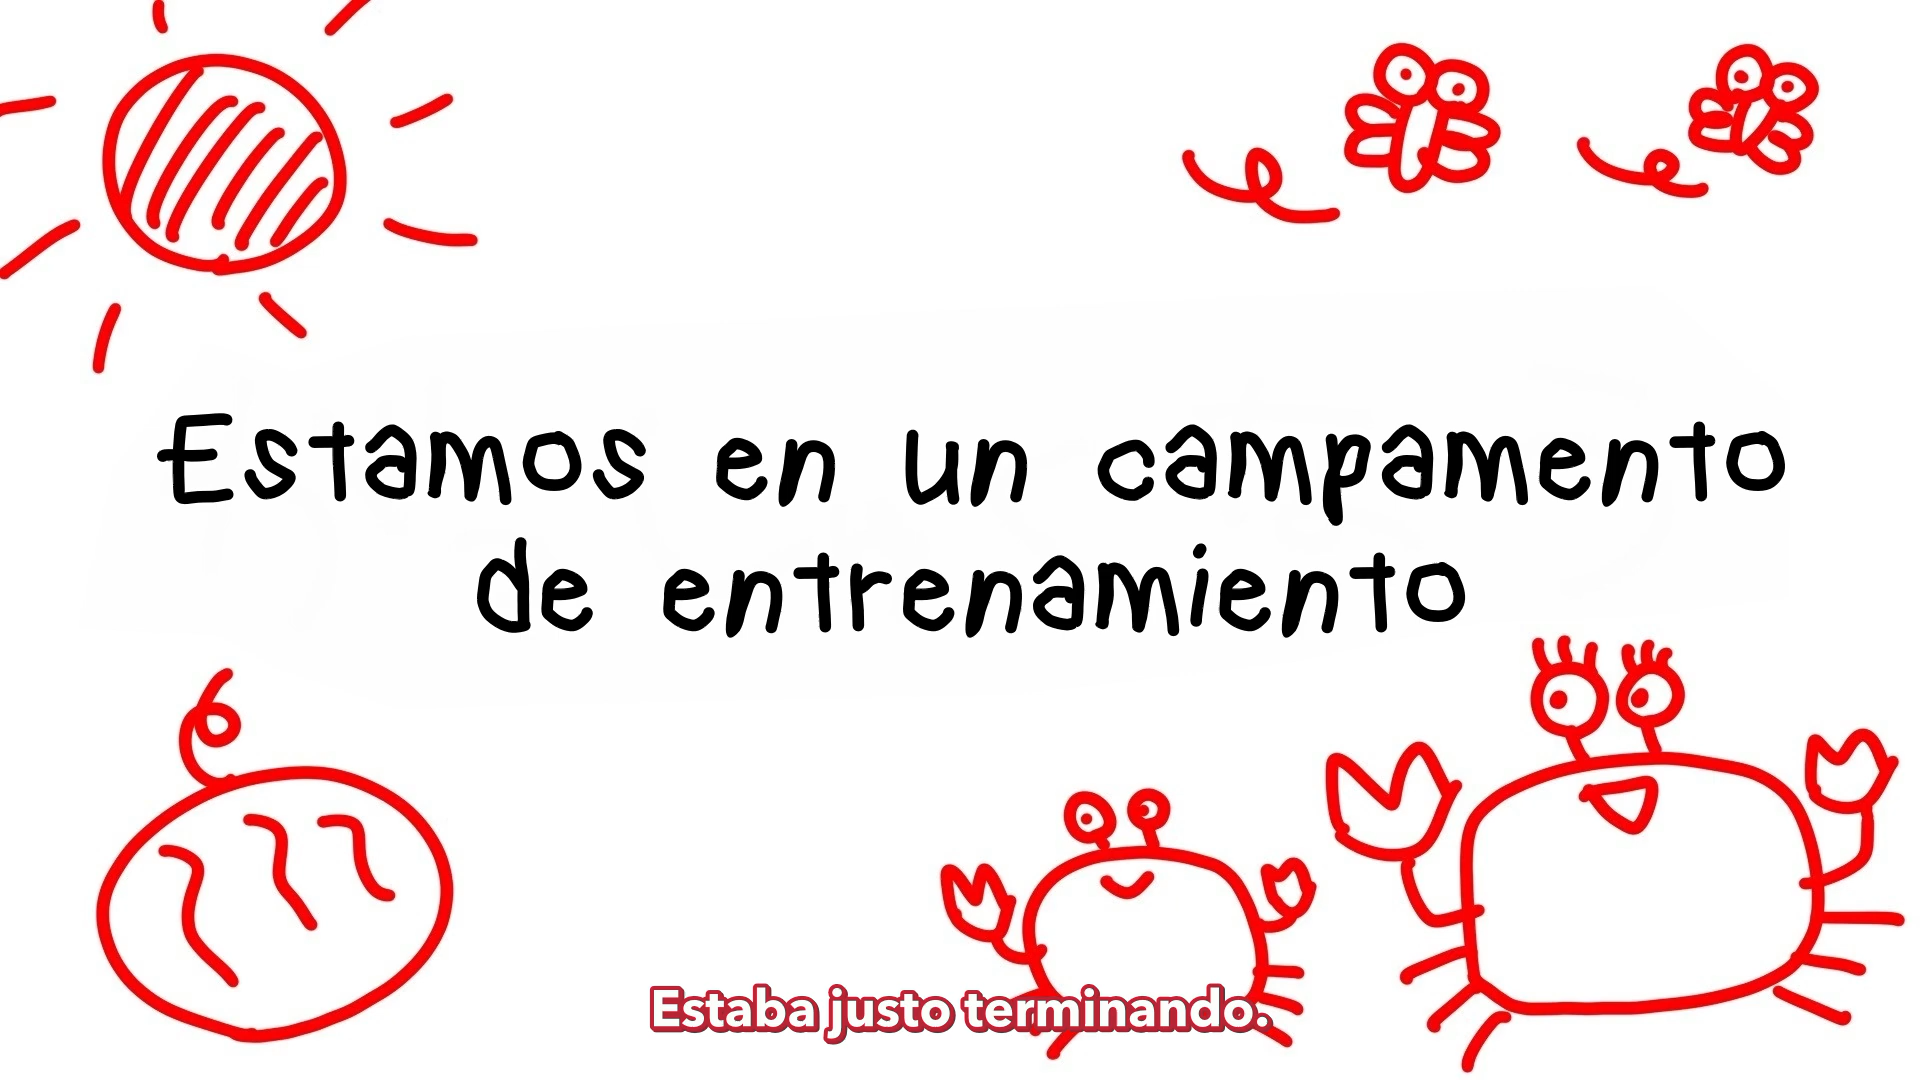 Estamos en un campamento
de entrenamiento
Estaba justo terminando.